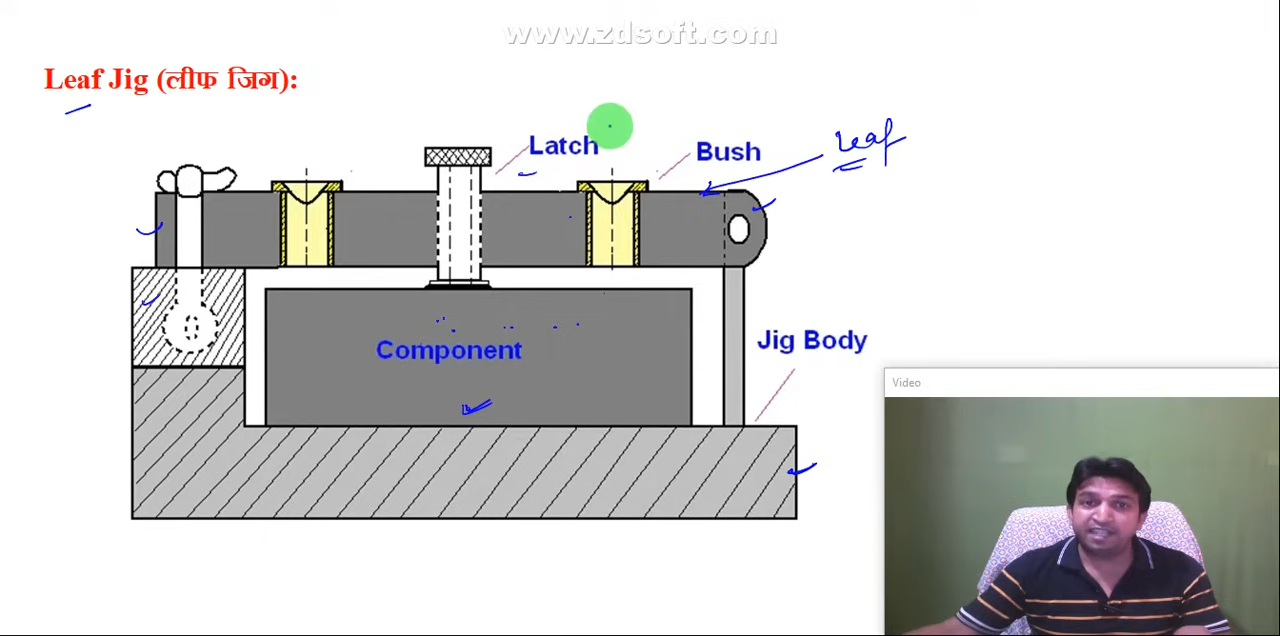 www.zdsoft.com
Leaf Jig (लीफ जिग):
Latch
Bush
Leaf
Component
Jig Body
Video